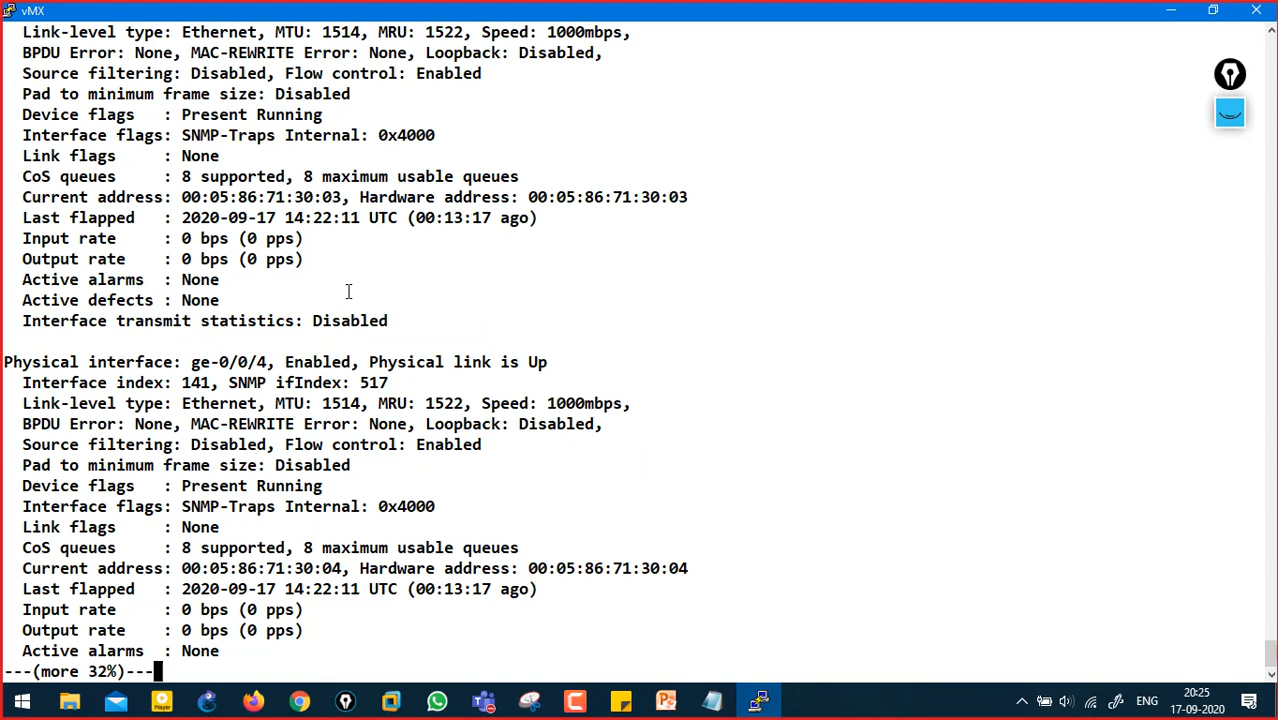 vMX
Link-level type: Ethernet, MTU: 1514, MRU: 1522, Speed: 1000mbps,
BPDU Error: None, MAC-REWRITE Error: None, Loopback: Disabled,
Source filtering: Disabled, Flow control: Enabled
Pad to minimum frame size: Disabled
Device flags   : Present Running
Interface flags: SNMP-Traps Internal: 0x4000
Link flags     : None
CoS queues     : 8 supported, 8 maximum usable queues
Current address: 00:05:86:71:30:03, Hardware address: 00:05:86:71:30:03
Last flapped   : 2020-09-17 14:22:11 UTC (00:13:17 ago)
Input rate     : 0 bps (0 pps)
Output rate    : 0 bps (0 pps)
Active alarms  : None
Active defects : None
Interface transmit statistics: Disabled
Physical interface: ge-0/0/4, Enabled, Physical link is Up
Interface index: 141, SNMP ifIndex: 517
Link-level type: Ethernet, MTU: 1514, MRU: 1522, Speed: 1000mbps,
BPDU Error: None, MAC-REWRITE Error: None, Loopback: Disabled,
Source filtering: Disabled, Flow control: Enabled
Pad to minimum frame size: Disabled
Device flags   : Present Running
Interface flags: SNMP-Traps Internal: 0x4000
Link flags     : None
CoS queues     : 8 supported, 8 maximum usable queues
Current address: 00:05:86:71:30:04, Hardware address: 00:05:86:71:30:04
Last flapped   : 2020-09-17 14:22:11 UTC (00:13:17 ago)
Input rate     : 0 bps (0 pps)
Output rate    : 0 bps (0 pps)
Active alarms  : None
---(more 32%)---
Player
ENG
20:25
17-09-2020